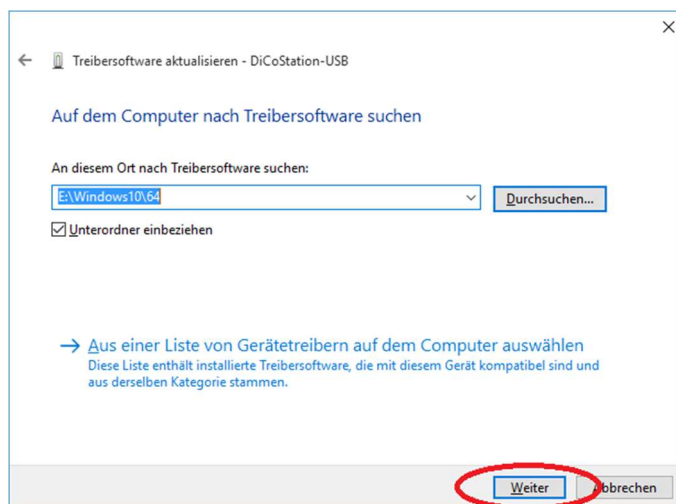 Treibersoftware aktualisieren - DiCoStation-USB
Auf dem Computer nach Treibersoftware suchen
An diesem Ort nach Treibersoftware suchen:
E:\Windows10\64
Durchsuchen...
Unterordner einbeziehen
Aus einer Liste von Gerätetreibern auf dem Computer auswählen
Diese Liste enthält installierte Treibersoftware, die mit diesem Gerät kompatibel sind und
aus derselben Kategorie stammen.
Weiter
Abbrechen